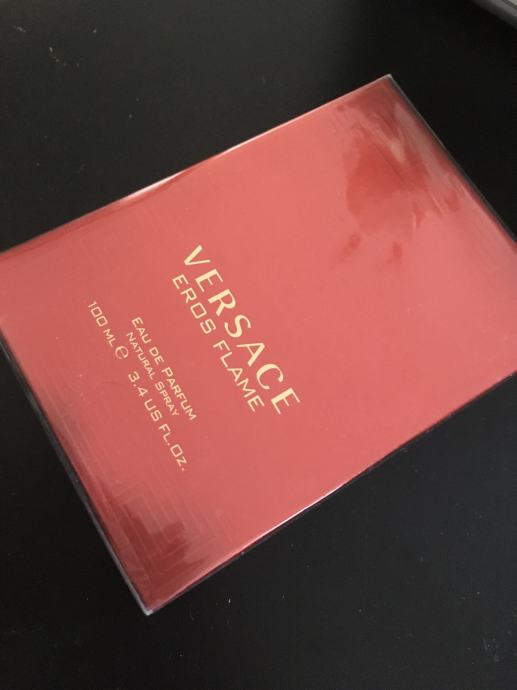 VERSACE
EROS FLAME
EAU DE PARFUM
NATURAL SPRAY
100 ML℮ 3.4 US FL.OZ.